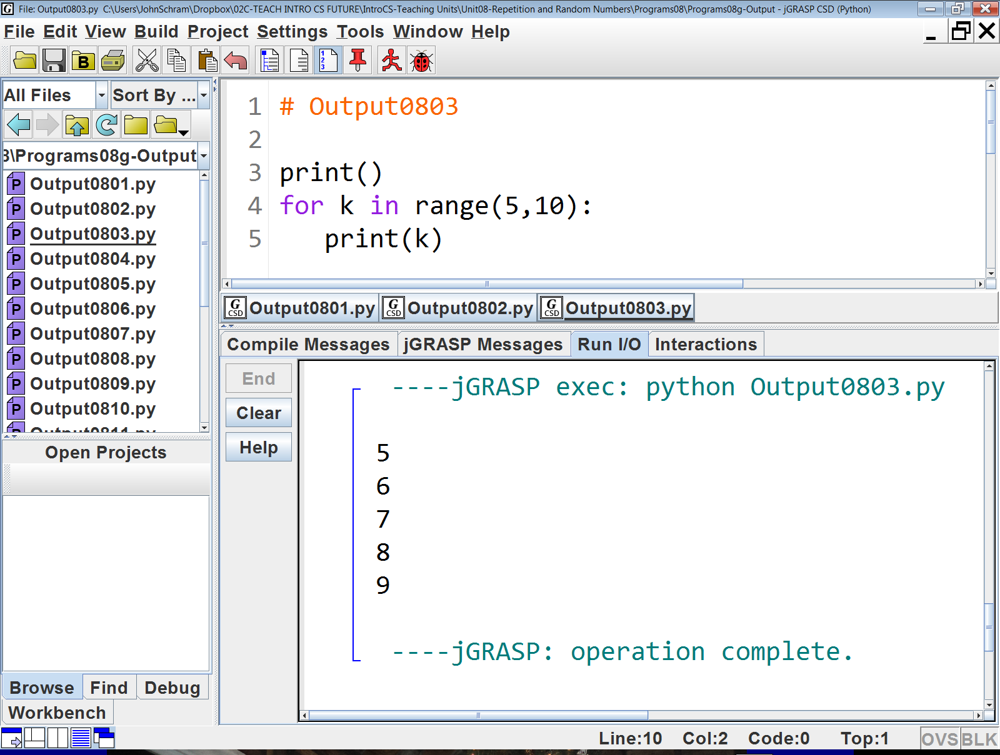 File: Output0803.py  C:\Users\JohnSchram\Dropbox\02C-TEACH INTRO CS FUTURE\IntroCS-Teaching Units\Unit08-Repetition and Random Numbers\Programs08\Programs08g-Output - jGRASP CSD (Python)
File Edit View Build Project Settings Tools Window Help
All Files Sort By ...
\Programs08g-Output
Output0801.py
Output0802.py
Output0803.py
Output0804.py
Output0805.py
Output0806.py
Output0807.py
Output0808.py
Output0809.py
Output0810.py
Output0811.py
Open Projects
Browse Find Debug
Workbench
1 # Output0803
2
3 print()
4 for k in range(5,10):
5    print(k)
Output0801.py Output0802.py Output0803.py
Compile Messages jGRASP Messages Run I/O Interactions
End
Clear
Help
----jGRASP exec: python Output0803.py
5
6
7
8
9
----jGRASP: operation complete.
Line:10 Col:2 Code:0 Top:1 OVS BLK